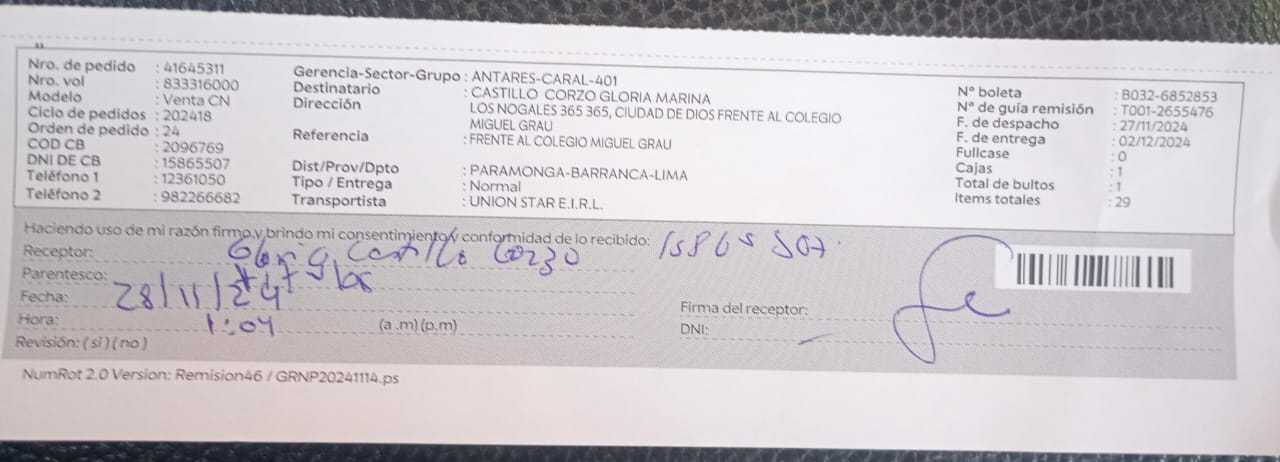 Nro. de pedido : 41645311
Nro. vol : 833316000
Modelo : Venta CN
Ciclo de pedidos : 202418
Orden de pedido : 24
COD CB : 2096769
DNI DE CB : 15865507
Teléfono 1 : 12361050
Teléfono 2 : 982266682
Gerencia-Sector-Grupo : ANTARES-CARAL-401
Destinatario : CASTILLO CORZO GLORIA MARINA
Dirección LOS NOGALES 365 365, CIUDAD DE DIOS FRENTE AL COLEGIO
MIGUEL GRAU
Referencia : FRENTE AL COLEGIO MIGUEL GRAU
Dist/Prov/Dpto : PARAMONGA-BARRANCA-LIMA
Tipo / Entrega : Normal
Transportista : UNION STAR E.I.R.L.
N° boleta : B032-6852853
N° de guía remisión : T001-2655476
F. de despacho : 27/11/2024
F. de entrega : 02/12/2024
Fullcase : 0
Cajas : 1
Total de bultos : 1
Items totales : 29
Haciendo uso de mi razón firmo y brindo mi consentimiento y conformidad de lo recibido: 15865507
Receptor: Gloria Castillo Corzo
Parentesco:
Fecha: 28/11/24
Hora: 1:04 (a .m) (p.m)
Revisión: ( si ) ( no )
Firma del receptor:
DNI:
NumRot 2.0 Version: Remision46 / GRNP20241114.ps